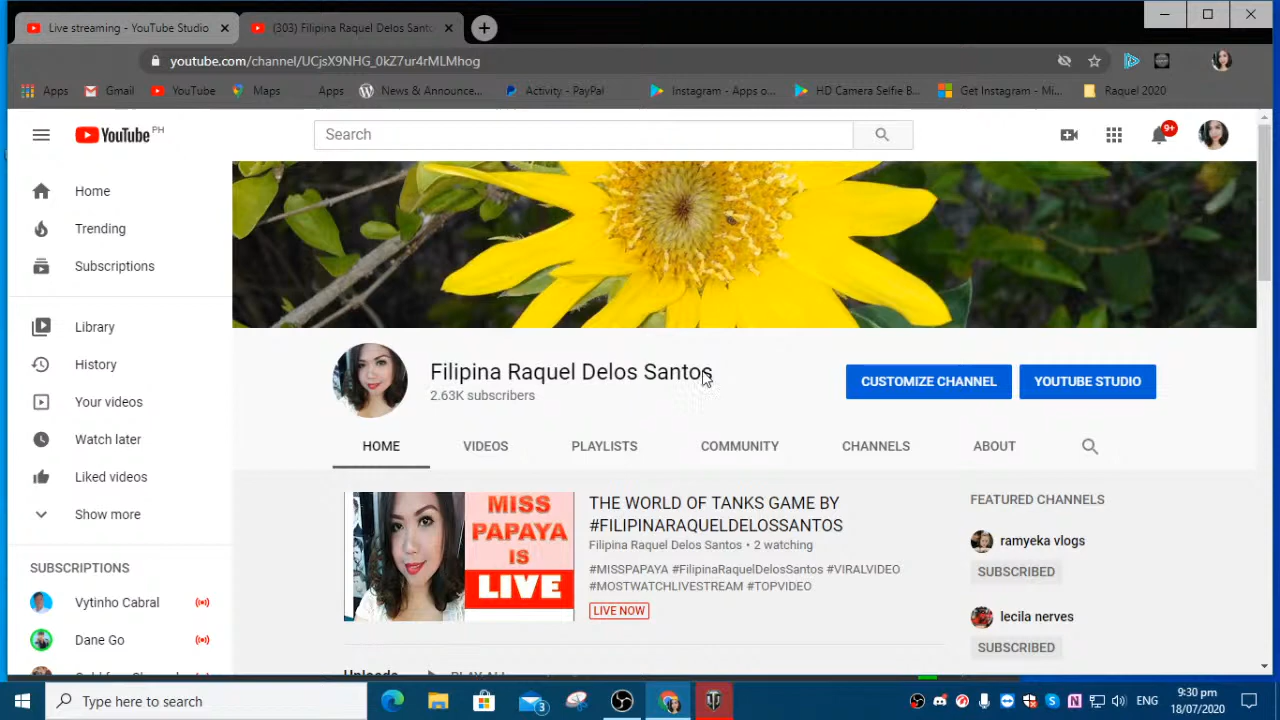 Live streaming - YouTube Studio
(303) Filipina Raquel Delos Santo
youtube.com/channel/UCjsX9NHG_0kZ7ur4rMLMhog
Apps
Gmail
YouTube
Maps
Apps
News & Announce...
Activity - PayPal
Instagram - Apps o...
HD Camera Selfie B...
Get Instagram - Mi...
Raquel 2020
YouTube PH
Search
9+
Home
Trending
Subscriptions
Library
History
Your videos
Watch later
Liked videos
Show more
SUBSCRIPTIONS
Vytinho Cabral
Dane Go
Filipina Raquel Delos Santos
2.63K subscribers
CUSTOMIZE CHANNEL
YOUTUBE STUDIO
HOME
VIDEOS
PLAYLISTS
COMMUNITY
CHANNELS
ABOUT
MISS
PAPAYA
IS
LIVE
THE WORLD OF TANKS GAME BY
#FILIPINARAQUELDELOSSANTOS
Filipina Raquel Delos Santos • 2 watching
#MISSPAPAYA #FilipinaRaquelDelosSantos #VIRALVIDEO
#MOSTWATCHLIVESTREAM #TOPVIDEO
LIVE NOW
FEATURED CHANNELS
ramyeka vlogs
SUBSCRIBED
lecila nerves
SUBSCRIBED
Uploads
PLAY ALL
Type here to search
3
ENG
9:30 pm
18/07/2020